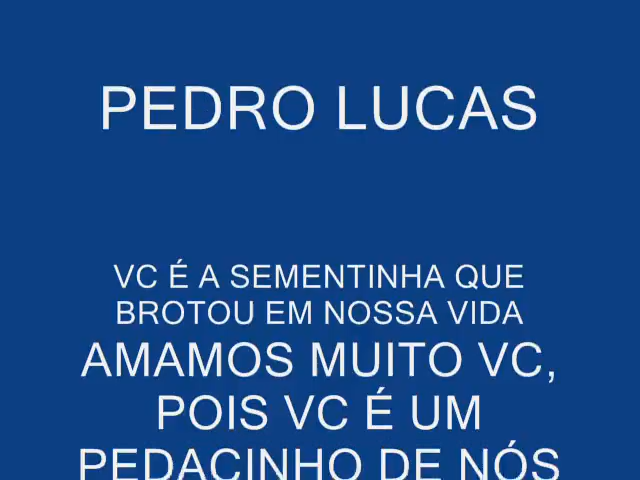 PEDRO LUCAS
VC É A SEMENTINHA QUE
BROTOU EM NOSSA VIDA
AMAMOS MUITO VC,
POIS VC É UM
PEDACINHO DE NÓS